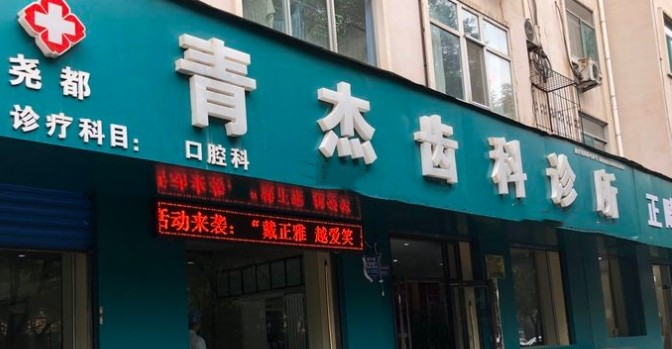 尧都
青杰齿科诊所
诊疗科目：
口腔科
活动来袭：“戴正雅 越爱笑
正